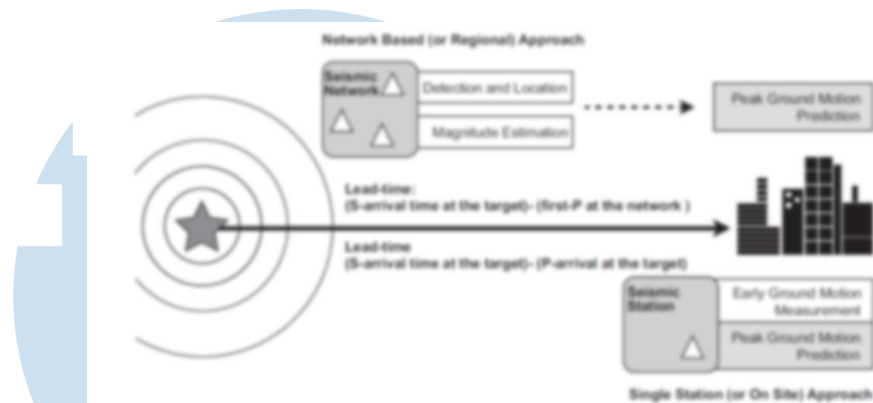 Network Based (or Regional) Approach
Seismic
Network
Detection and Location
Magnitude Estimation
Peak Ground Motion
Prediction
Lead-time:
(S-arrival time at the target)- (first-P at the network )
Lead-time
(S-arrival time at the target)- (P-arrival at the target)
Seismic
Station
Early Ground Motion
Measurement
Peak Ground Motion
Prediction
Single Station (or On Site) Approach